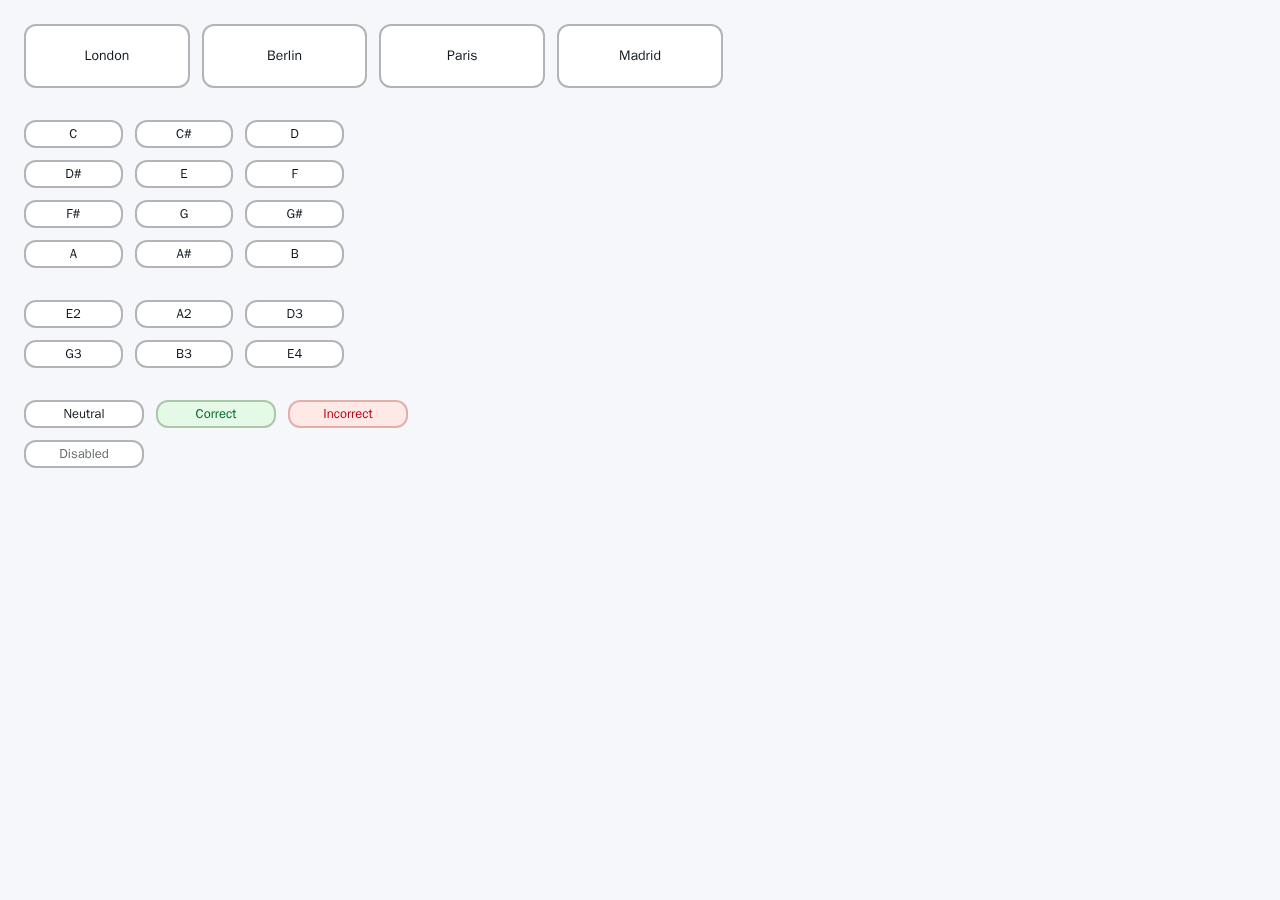 London Berlin Paris Madrid
C C# D
D# E F
F# G G#
A A# B
E2 A2 D3
G3 B3 E4
Neutral Correct Incorrect
Disabled